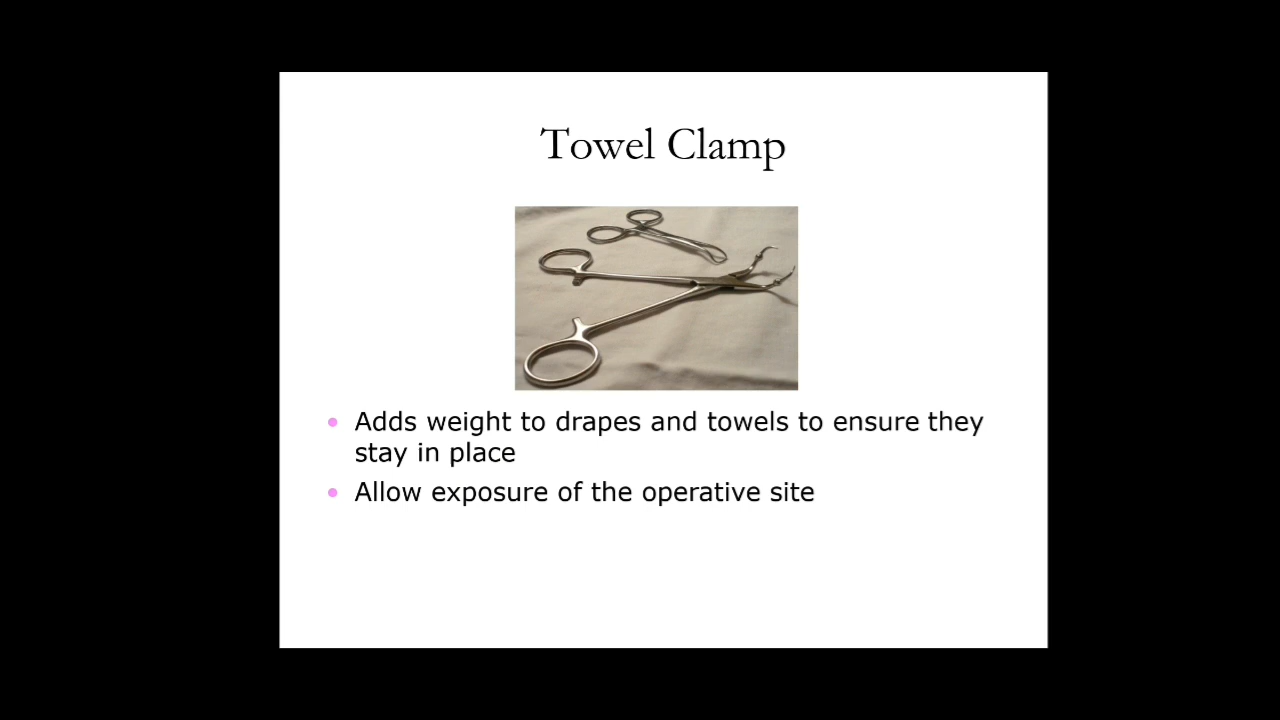 Towel Clamp
Adds weight to drapes and towels to ensure they
stay in place
Allow exposure of the operative site